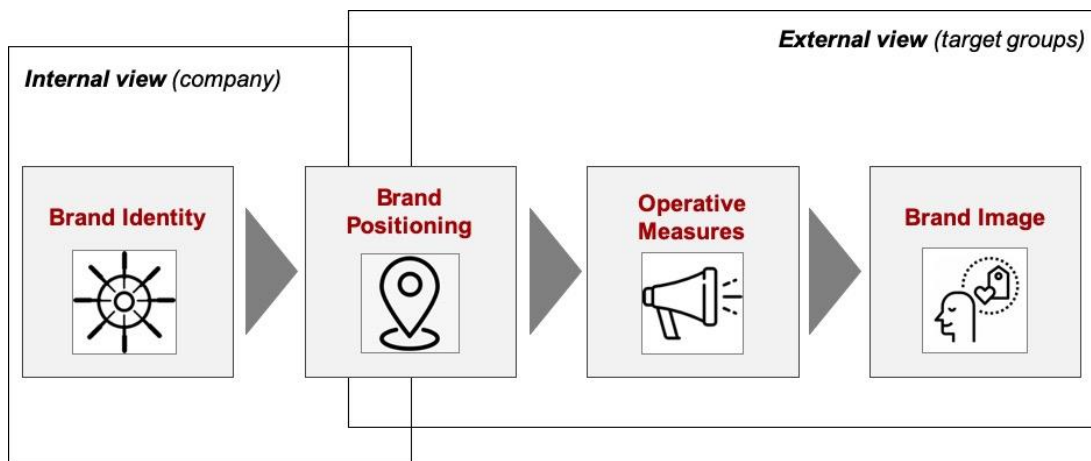 External view (target groups)
Internal view (company)
Brand Identity
Brand
Positioning
Operative
Measures
Brand Image